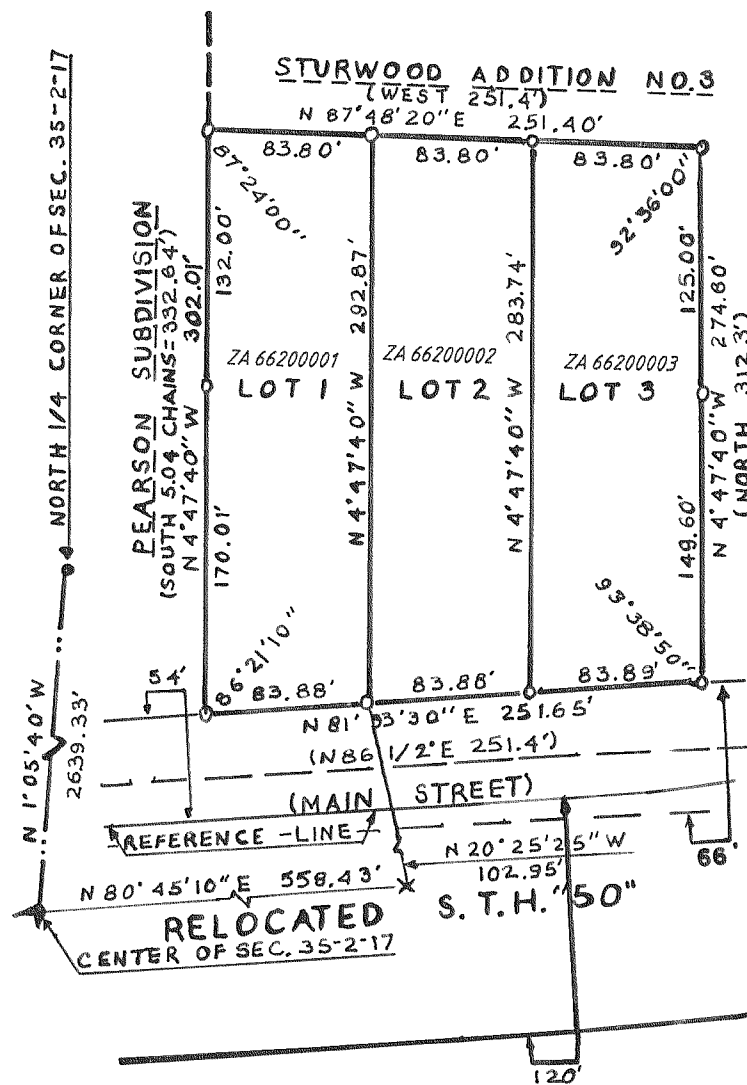 STURWOOD ADDITION NO.3
(WEST 251.4')
N 87°48'20" E 251.40'
83.80' 83.80' 83.80'
87°24'00"
92°36'00"
NORTH 1/4 CORNER OF SEC. 35-2-17
PEARSON SUBDIVISION
(SOUTH 5.04 CHAINS=332.64')
N 4°47'40" W 302.01'
132.00'
170.01'
N 4°47'40" W 292.87'
N 4°47'40" W 283.74'
125.00'
149.60'
N 4°47'40" W 274.60'
(NORTH 312.3')
ZA 66200001
LOT 1
ZA 66200002
LOT 2
ZA 66200003
LOT 3
86°21'10"
93°38'50"
83.88' 83.88' 83.89'
54'
N 81° 33'30" E 251.65'
(N86 1/2°E 251.4')
(MAIN STREET)
REFERENCE-LINE
66'
N 1°05'40" W
2639.33'
N 20°25'25" W
102.95'
N 80°45'10" E 558.43'
RELOCATED S.T.H. "50"
CENTER OF SEC. 35-2-17
120'